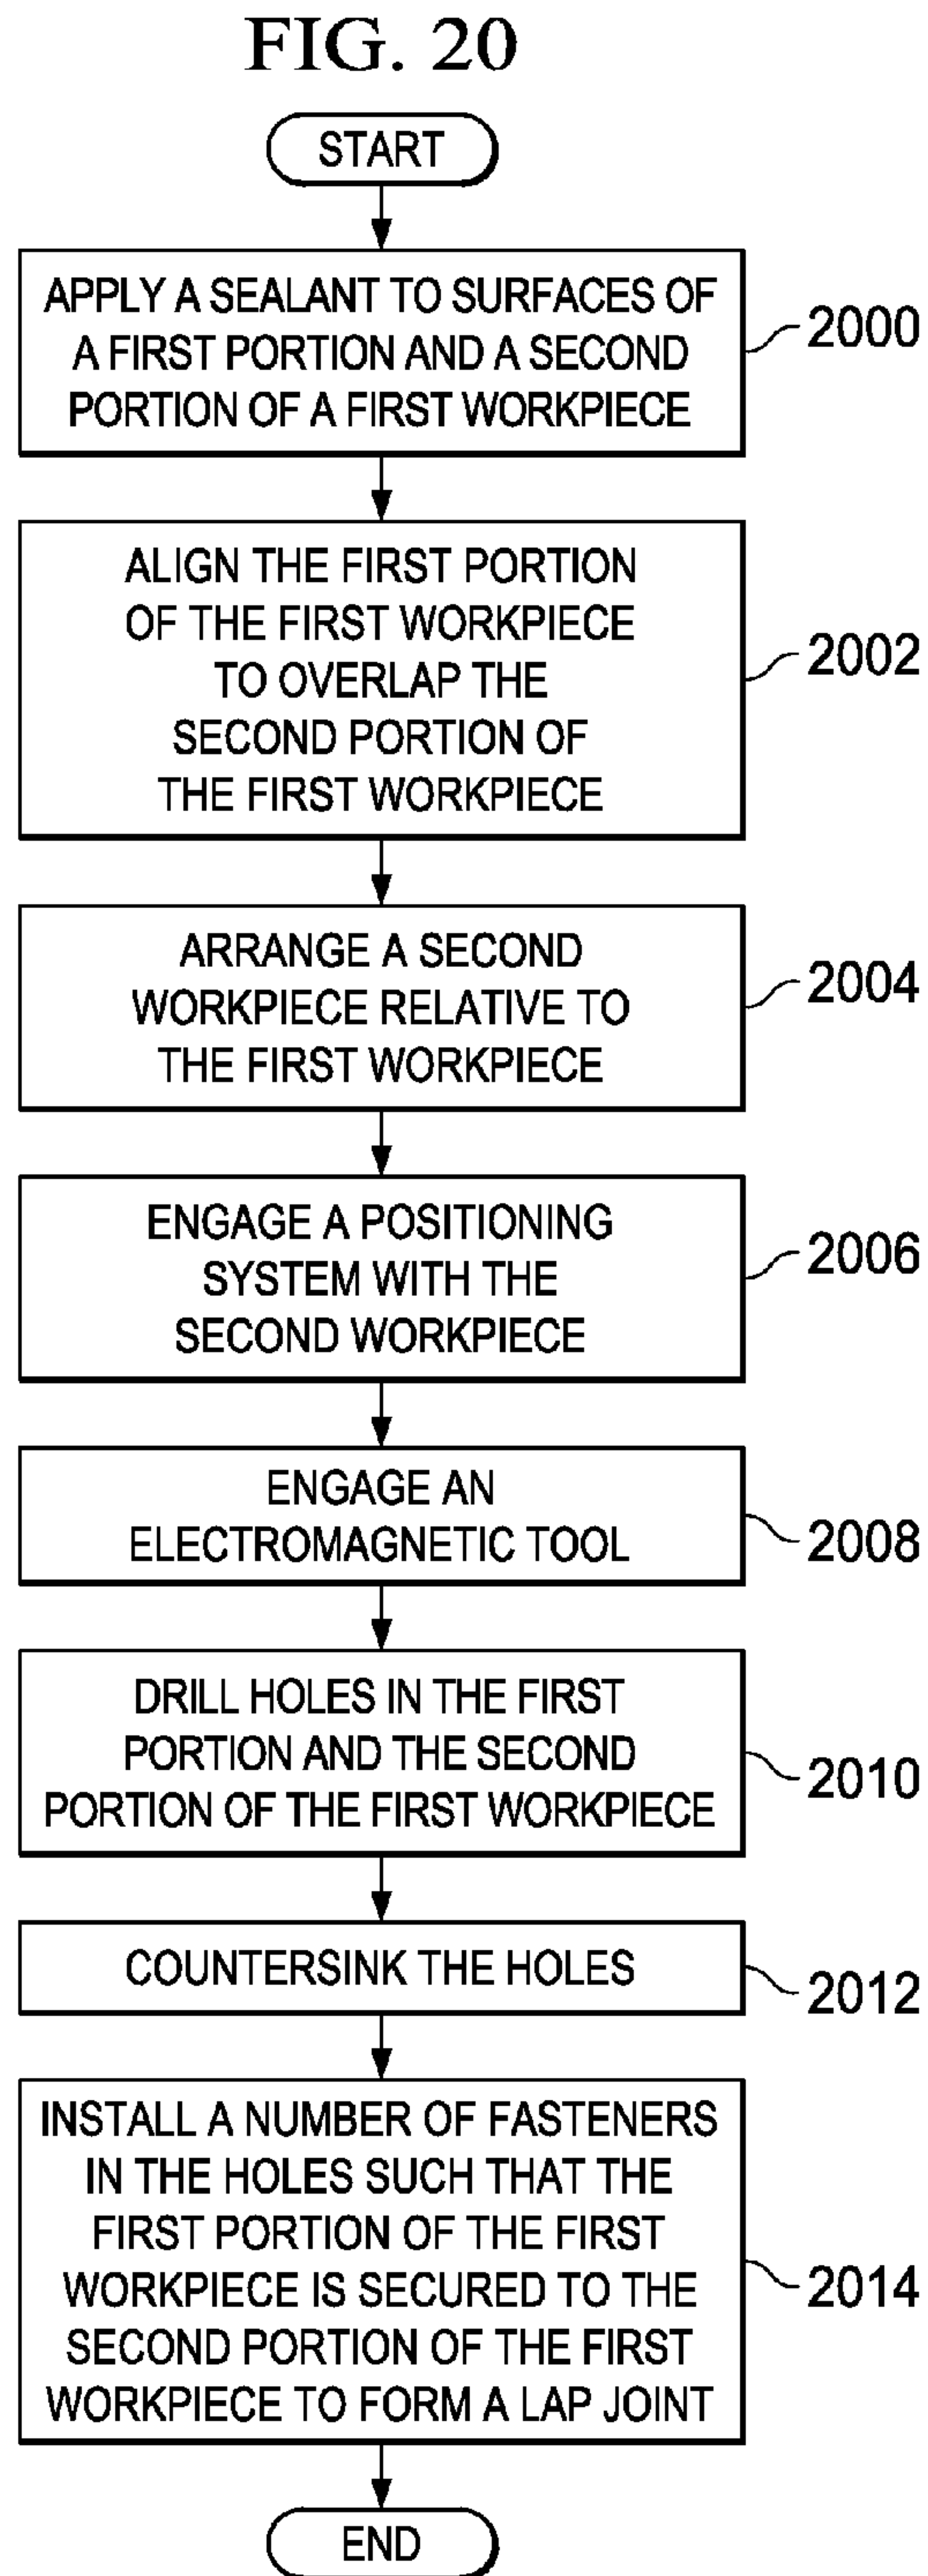 FIG. 20
START
APPLY A SEALANT TO SURFACES OF
A FIRST PORTION AND A SECOND
PORTION OF A FIRST WORKPIECE
2000
ALIGN THE FIRST PORTION
OF THE FIRST WORKPIECE
TO OVERLAP THE
SECOND PORTION OF
THE FIRST WORKPIECE
2002
ARRANGE A SECOND
WORKPIECE RELATIVE TO
THE FIRST WORKPIECE
2004
ENGAGE A POSITIONING
SYSTEM WITH THE
SECOND WORKPIECE
2006
ENGAGE AN
ELECTROMAGNETIC TOOL
2008
DRILL HOLES IN THE FIRST
PORTION AND THE SECOND
PORTION OF THE FIRST WORKPIECE
2010
COUNTERSINK THE HOLES
2012
INSTALL A NUMBER OF FASTENERS
IN THE HOLES SUCH THAT THE
FIRST PORTION OF THE FIRST
WORKPIECE IS SECURED TO THE
SECOND PORTION OF THE FIRST
WORKPIECE TO FORM A LAP JOINT
2014
END